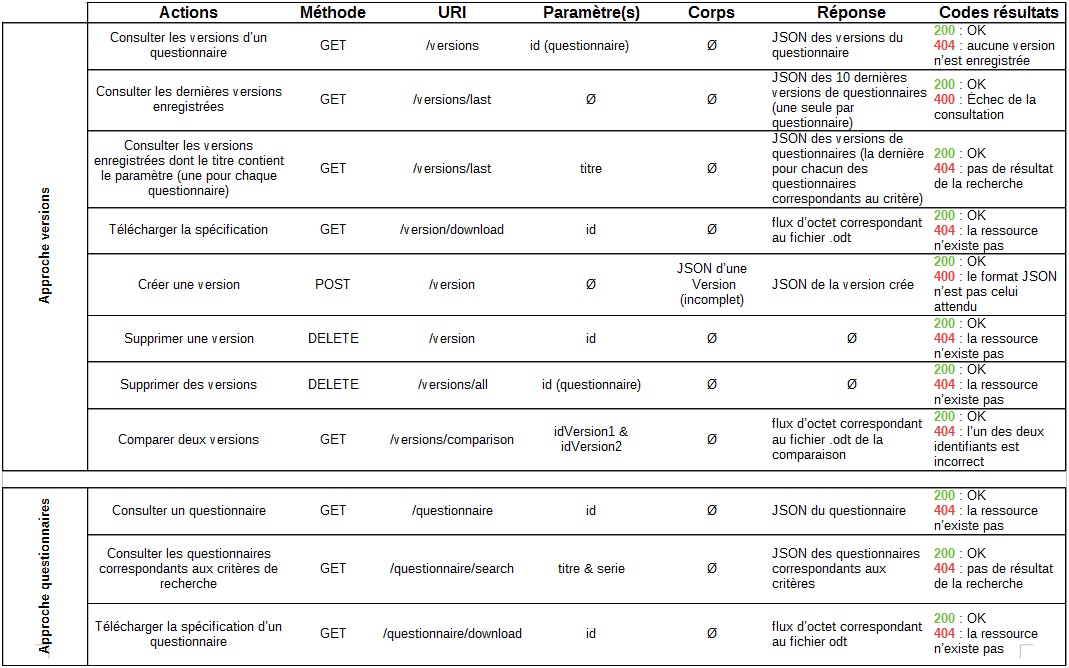 Actions Méthode URI Paramètre(s) Corps Réponse Codes résultats
Approche versions
Consulter les versions d'un
questionnaire
GET
/versions
id (questionnaire)
Ø
JSON des versions du
questionnaire
200 : OK
404 : aucune version
n'est enregistrée
Consulter les dernières versions
enregistrées
GET
/versions/last
Ø
Ø
JSON des 10 dernières
versions de questionnaires
(une seule par
questionnaire)
200 : OK
400 : Échec de la
consultation
Consulter les versions
enregistrées dont le titre contient
le paramètre (une pour chaque
questionnaire)
GET
/versions/last
titre
Ø
JSON des versions de
questionnaires (la dernière
pour chacun des
questionnaires
correspondants au critère)
200 : OK
404 : pas de résultat
de la recherche
Télécharger la spécification
GET
/version/download
id
Ø
flux d'octet correspondant
au fichier .odt
200 : OK
404 : la ressource
n'existe pas
Créer une version
POST
/version
Ø
JSON d'une
Version
(incomplet)
JSON de la version crée
200 : OK
400 : le format JSON
n'est pas celui
attendu
Supprimer une version
DELETE
/version
id
Ø
Ø
200 : OK
404 : la ressource
n'existe pas
Supprimer des versions
DELETE
/versions/all
id (questionnaire)
Ø
Ø
200 : OK
404 : la ressource
n'existe pas
Comparer deux versions
GET
/versions/comparison
idVersion1 &
idVersion2
Ø
flux d'octet correspondant
au fichier .odt de la
comparaison
200 : OK
404 : l'un des deux
identifiants est
incorrect
Approche questionnaires
Consulter un questionnaire
GET
/questionnaire
id
Ø
JSON du questionnaire
200 : OK
404 : la ressource
n'existe pas
Consulter les questionnaires
correspondants aux critères de
recherche
GET
/questionnaire/search
titre & serie
Ø
JSON des questionnaires
correspondants aux
critères
200 : OK
404 : pas de résultat
de la recherche
Télécharger la spécification d'un
questionnaire
GET
/questionnaire/download
id
Ø
flux d'octet correspondant
au fichier odt
200 : OK
404 : la ressource
n'existe pas